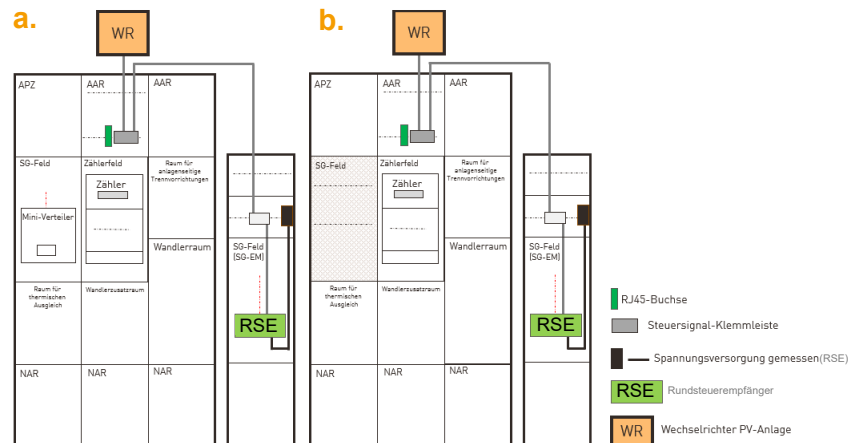 a.
WR
APZ
AAR
AAR
SG-Feld
Zählerfeld
Raum für
anlagenseitige
Trennvorrichtungen
Zähler
Mini-Verteiler
Wandlerraum
SG-Feld
(SG-EM)
Raum für
thermischen
Ausgleich
Wandlerzusatzraum
RSE
NAR
NAR
NAR
b.
WR
APZ
AAR
AAR
SG-Feld
Zählerfeld
Raum für
anlagenseitige
Trennvorrichtungen
Zähler
Wandlerraum
SG-Feld
(SG-EM)
Raum für
thermischen
Ausgleich
Wandlerzusatzraum
RSE
NAR
NAR
NAR
RJ45-Buchse
Steuersignal-Klemmleiste
Spannungsversorgung gemessen(RSE)
RSE Rundsteuerempfänger
WR Wechselrichter PV-Anlage